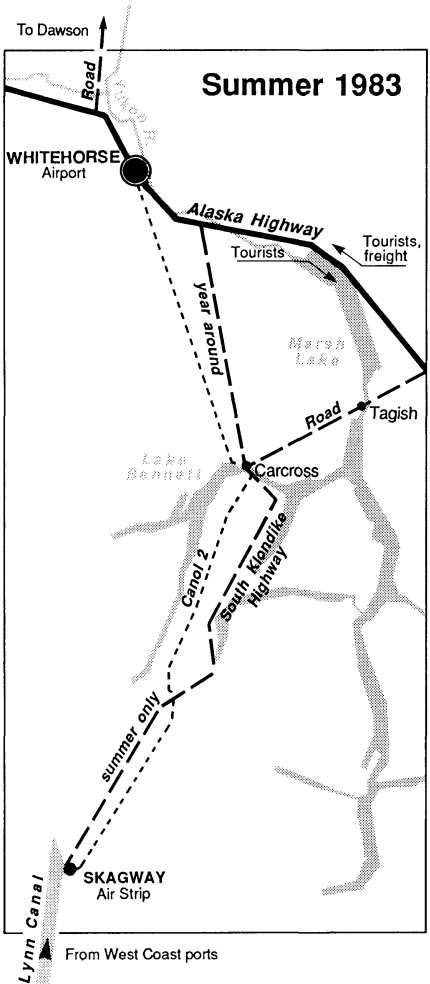 To Dawson
Road
Yukon R.
Summer 1983
WHITEHORSE
Airport
Alaska Highway
Tourists
Tourists,
freight
year around
Marsh
Lake
Road
Tagish
Lake
Bennett
Carcross
Canol 2
South Klondike
Highway
summer only
SKAGWAY
Air Strip
Lynn Canal
From West Coast ports